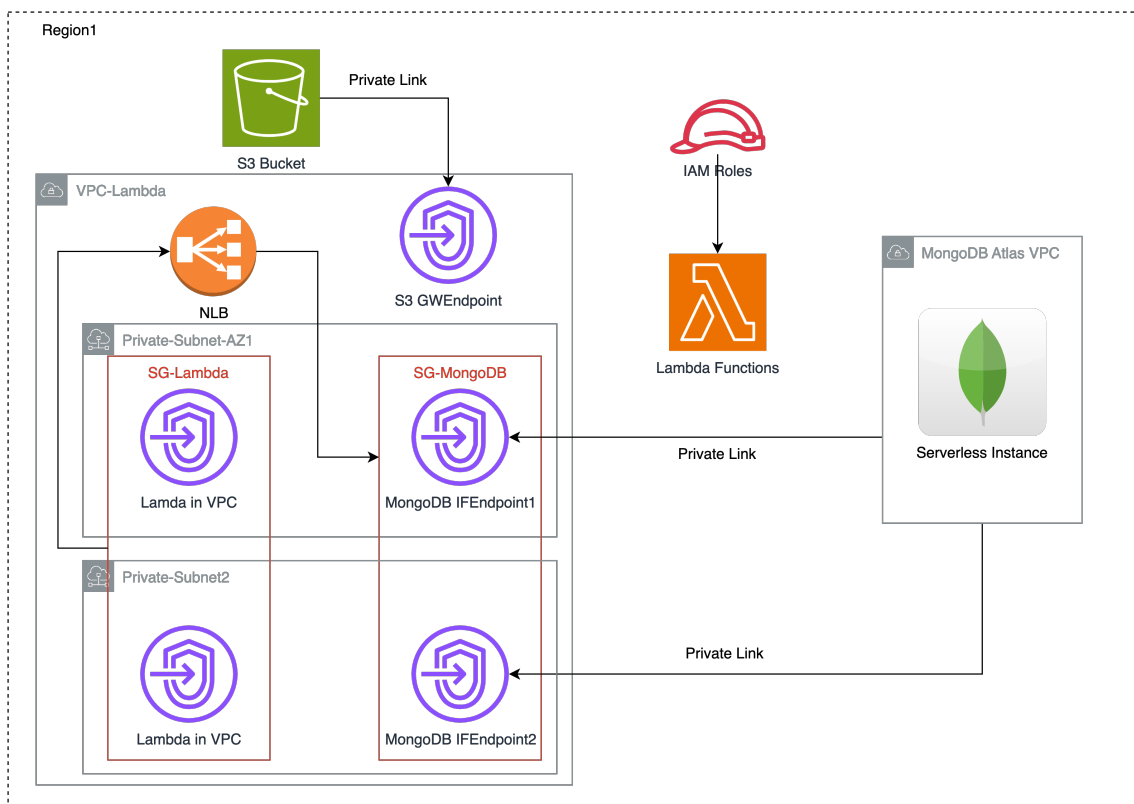 Region1
Private Link
S3 Bucket
IAM Roles
VPC-Lambda
MongoDB Atlas VPC
S3 GWEndpoint
NLB
Private-Subnet-AZ1
Lambda Functions
SG-Lambda
SG-MongoDB
Private Link
Serverless Instance
Lamda in VPC
MongoDB IFEndpoint1
Private-Subnet2
Private Link
Lambda in VPC
MongoDB IFEndpoint2